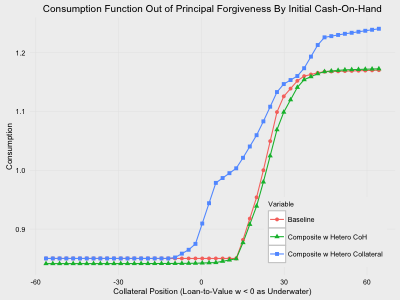 Consumption Function Out of Principal Forgiveness By Initial Cash-On-Hand
1.2
1.1
1.0
0.9
Consumption
Variable
Baseline
Composite w Hetero CoH
Composite w Hetero Collateral
-60
-30
0
30
60
Collateral Position (Loan-to-Value w < 0 as Underwater)